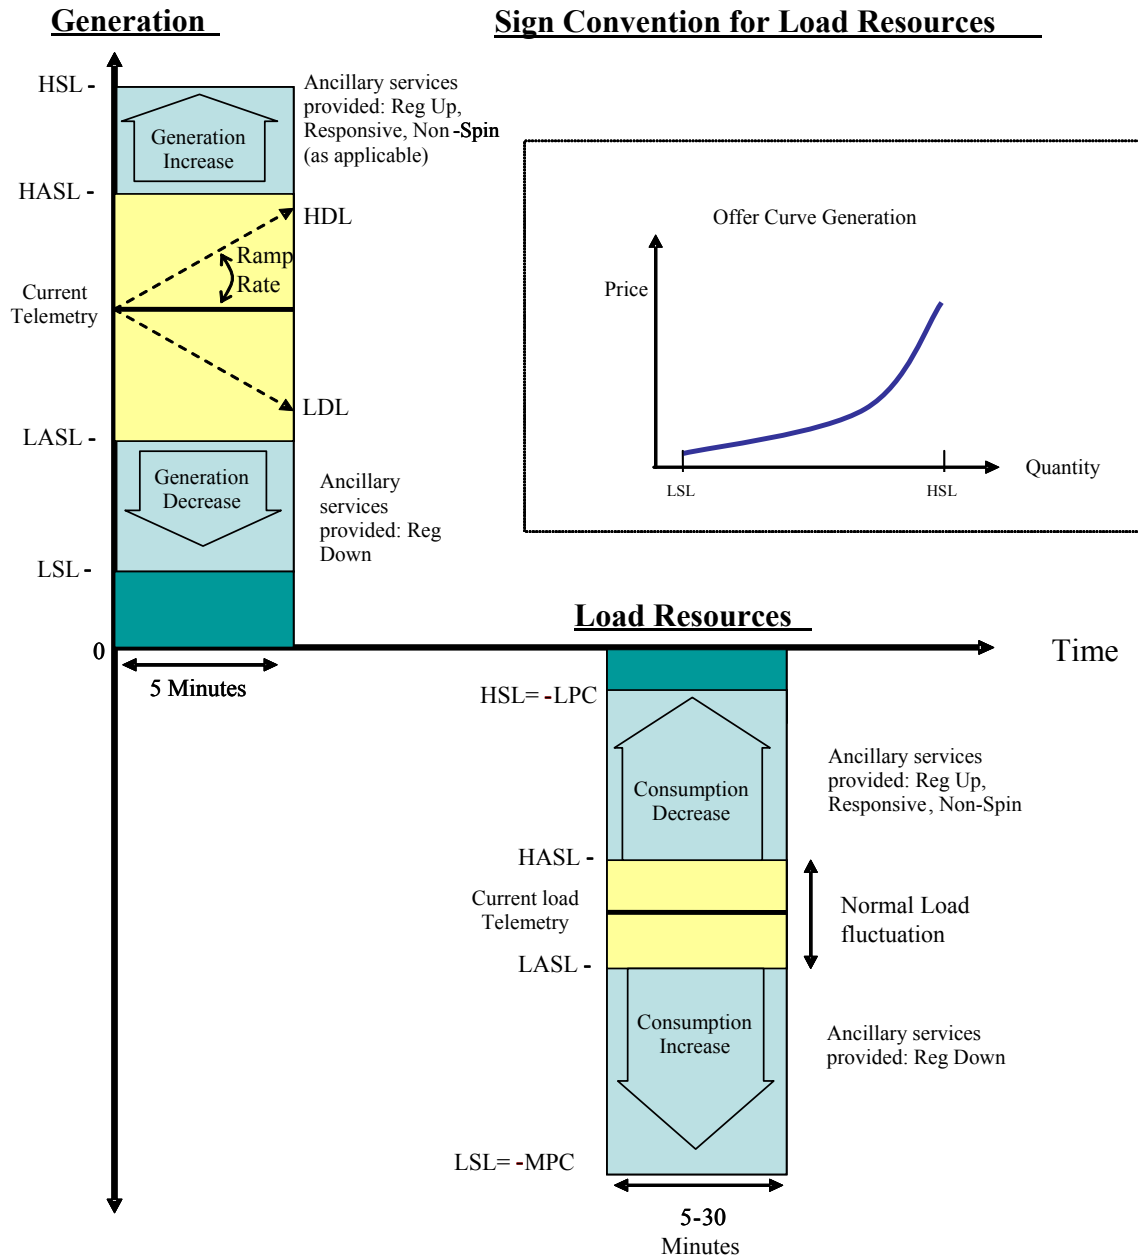 Generation
Sign Convention for Load Resources
HSL -
Ancillary services
provided: Reg Up,
Responsive, Non -Spin
(as applicable)
Generation
Increase
HASL -
HDL
Ramp
Rate
Current
Telemetry
LDL
LASL -
Generation
Decrease
Ancillary
services
provided: Reg
Down
LSL -
0
5 Minutes
Offer Curve Generation
Price
LSL
HSL
Quantity
Load Resources
Time
HSL= -LPC
Consumption
Decrease
Ancillary services
provided: Reg Up,
Responsive, Non-Spin
HASL -
Current load
Telemetry
Normal Load
fluctuation
LASL -
Consumption
Increase
Ancillary services
provided: Reg Down
LSL= -MPC
5-30
Minutes